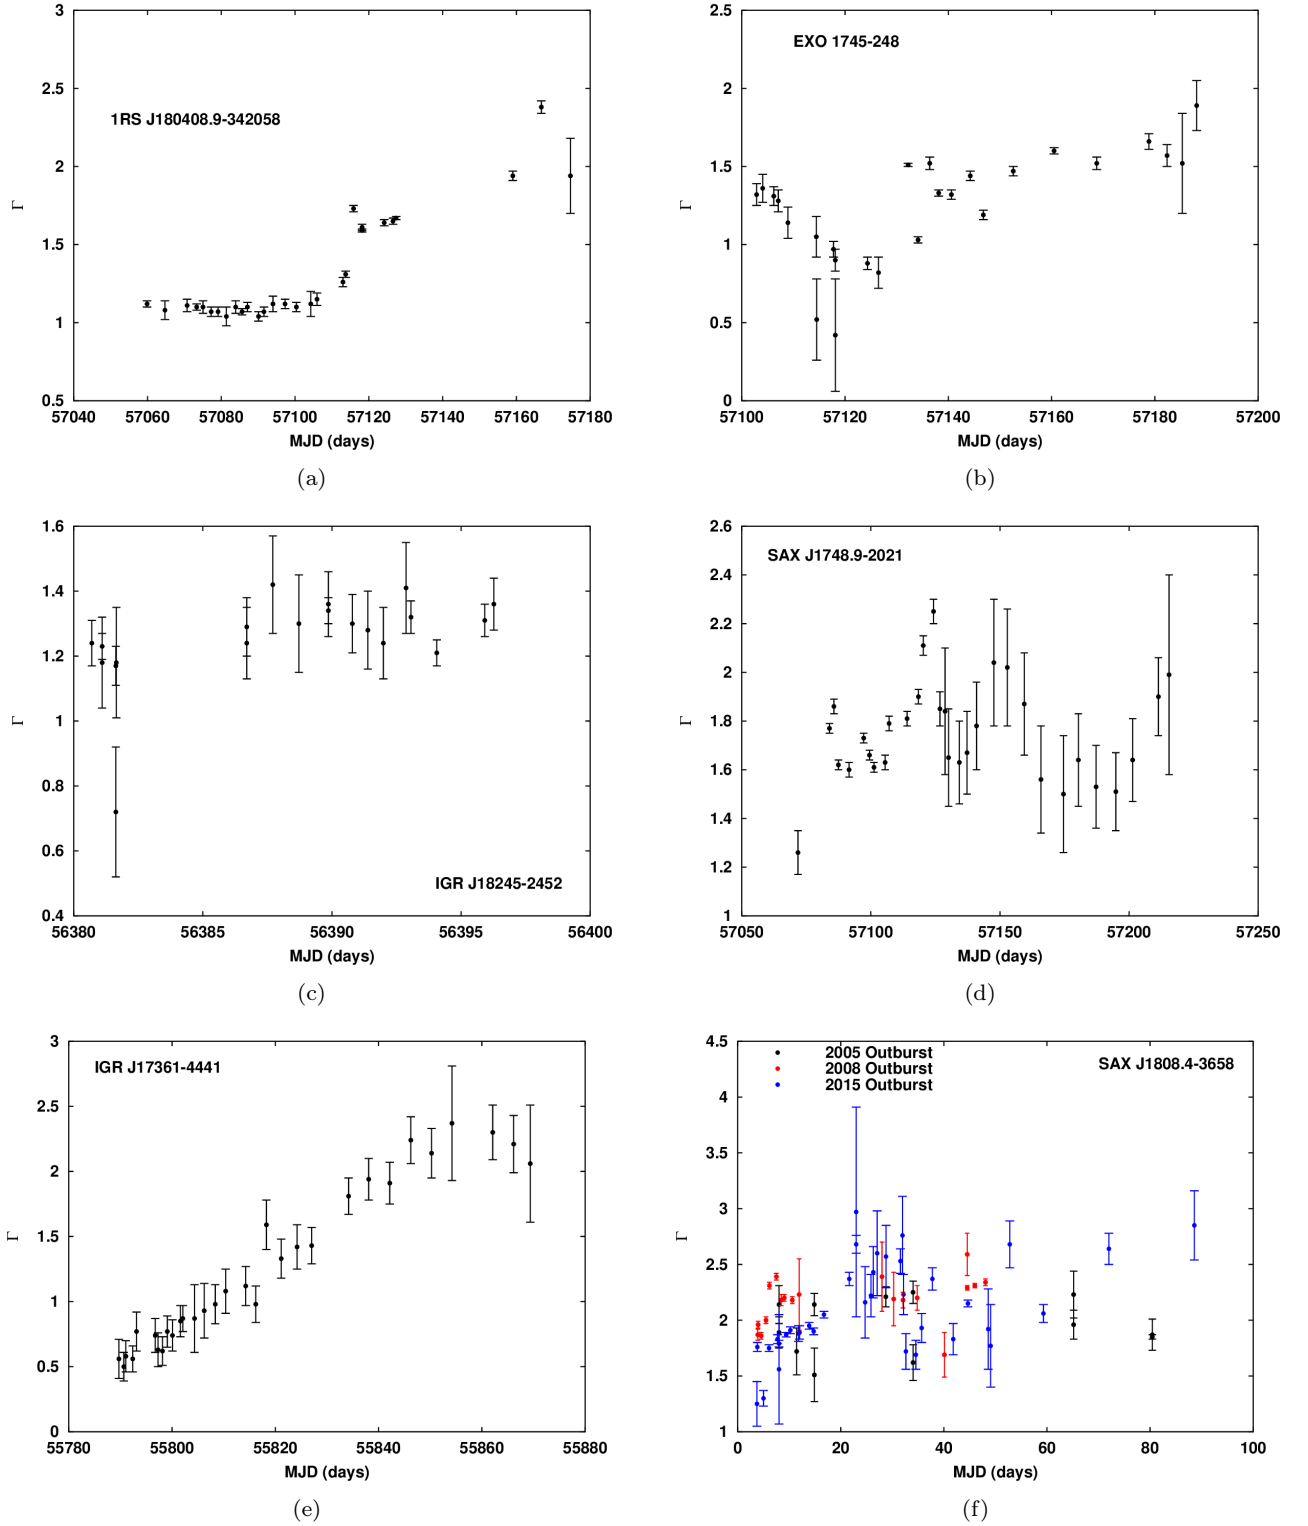 3
2.5
2
1.5
1
0.5
Γ
1RS J180408.9-342058
57040 57060 57080 57100 57120 57140 57160 57180
MJD (days)
(a)
2.5
2
1.5
1
0.5
0
Γ
EXO 1745-248
57100 57120 57140 57160 57180 57200
MJD (days)
(b)
1.6
1.4
1.2
1
0.8
0.6
0.4
Γ
IGR J18245-2452
56380 56385 56390 56395 56400
MJD (days)
(c)
2.6
2.4
2.2
2
1.8
1.6
1.4
1.2
1
Γ
SAX J1748.9-2021
57050 57100 57150 57200 57250
MJD (days)
(d)
3
2.5
2
1.5
1
0.5
0
Γ
IGR J17361-4441
55780 55800 55820 55840 55860 55880
MJD (days)
(e)
4.5
4
3.5
3
2.5
2
1.5
1
Γ
2005 Outburst
2008 Outburst
2015 Outburst
SAX J1808.4-3658
0 20 40 60 80 100
MJD (days)
(f)